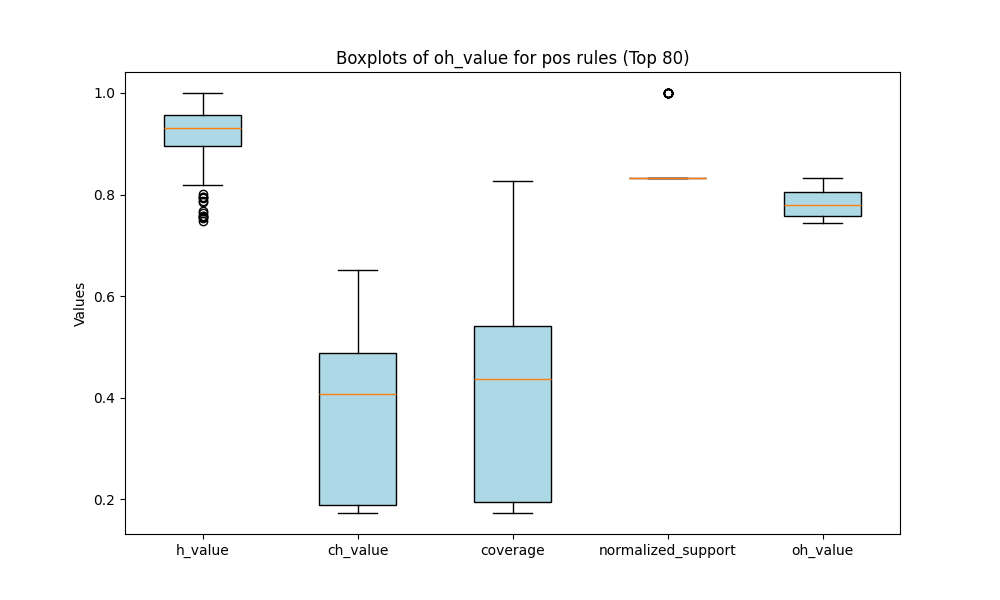 Boxplots of oh_value for pos rules (Top 80)
Values
1.0
0.8
0.6
0.4
0.2
h_value
ch_value
coverage
normalized_support
oh_value